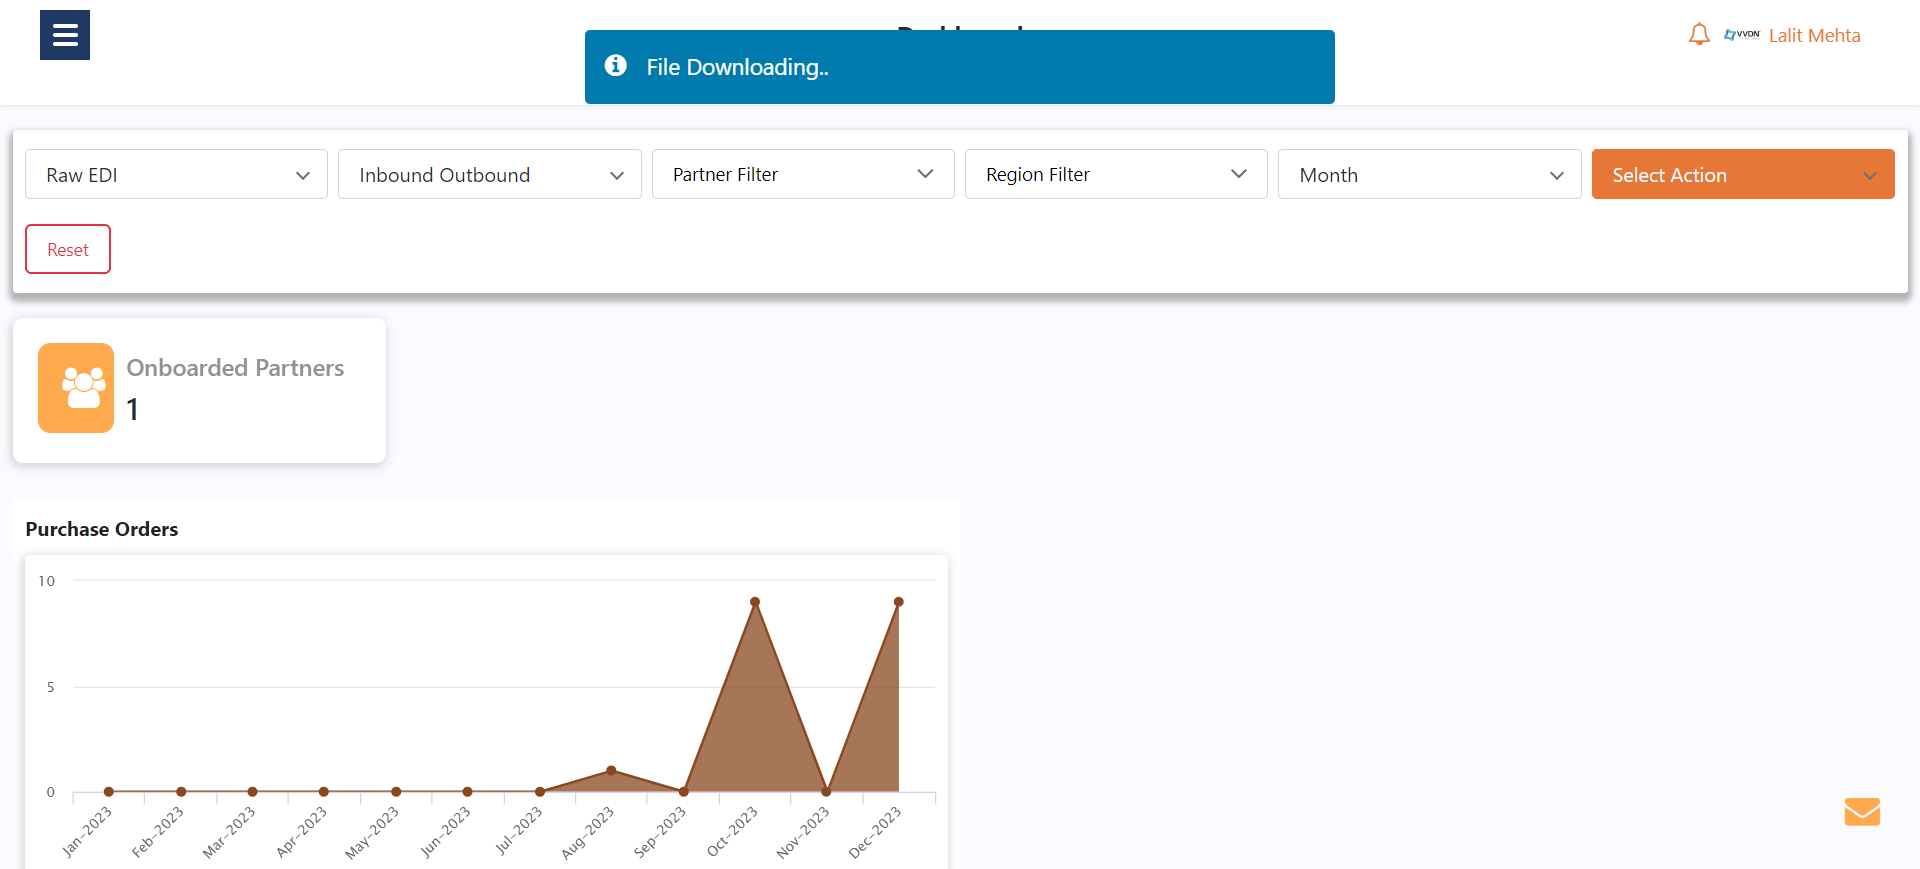 File Downloading..
VVDN
Lalit Mehta
Raw EDI
Inbound Outbound
Partner Filter
Region Filter
Month
Select Action
Reset
Onboarded Partners
1
Purchase Orders
10
5
0
Jan-2023
Feb-2023
Mar-2023
Apr-2023
May-2023
Jun-2023
Jul-2023
Aug-2023
Sep-2023
Oct-2023
Nov-2023
Dec-2023